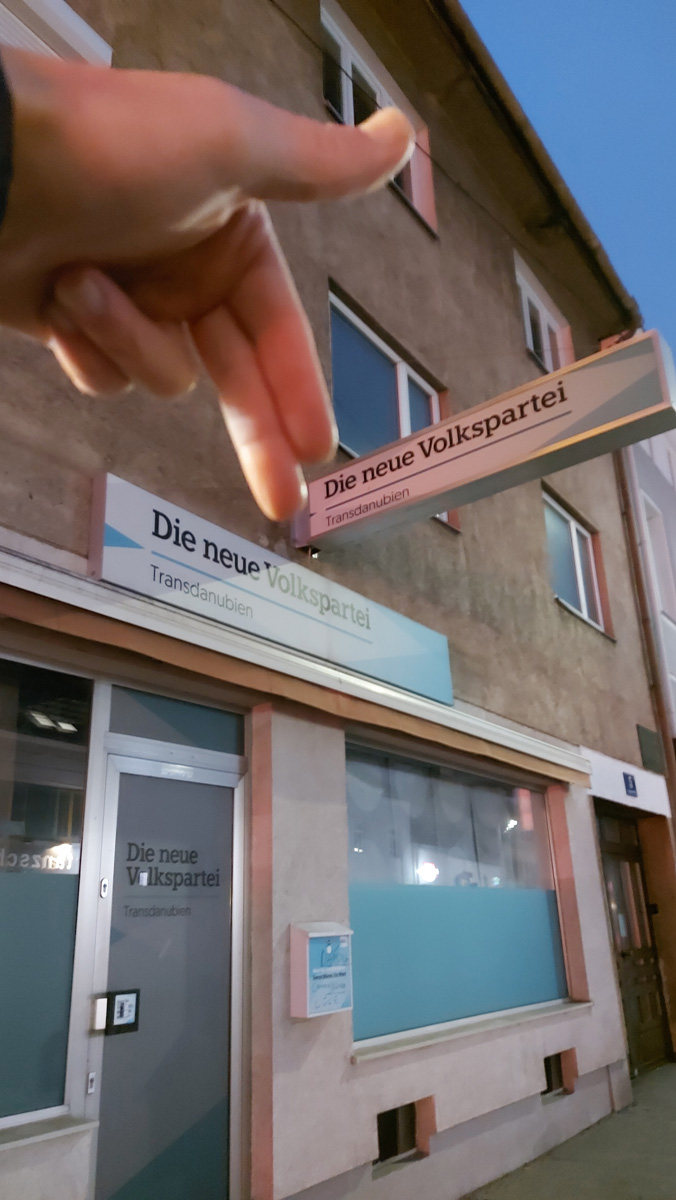 Die neue Volkspartei
Transdanubien
Die neue Volkspartei
Transdanubien
Die neue
Volkspartei
Transdanubien